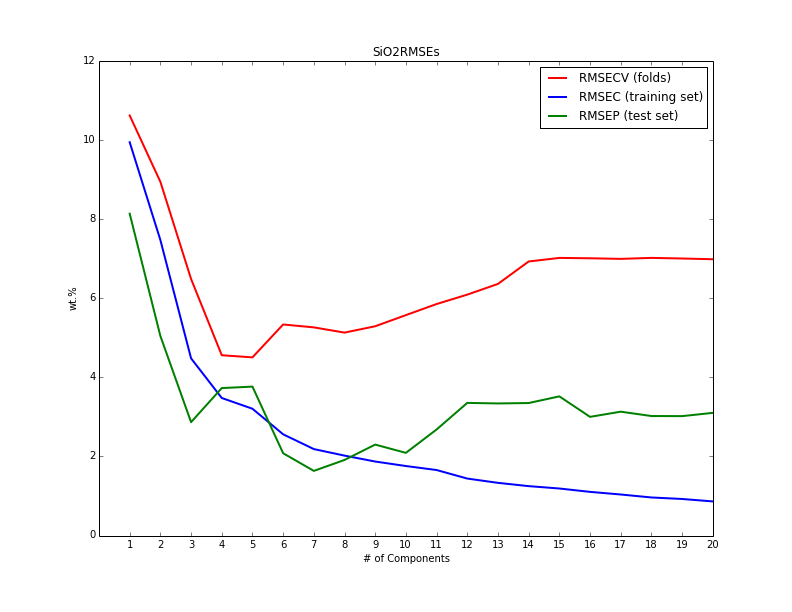 SiO2RMSEs
RMSECV (folds)
RMSEC (training set)
RMSEP (test set)
12
10
8
6
4
2
0
wt.%
1 2 3 4 5 6 7 8 9 10 11 12 13 14 15 16 17 18 19 20
# of Components